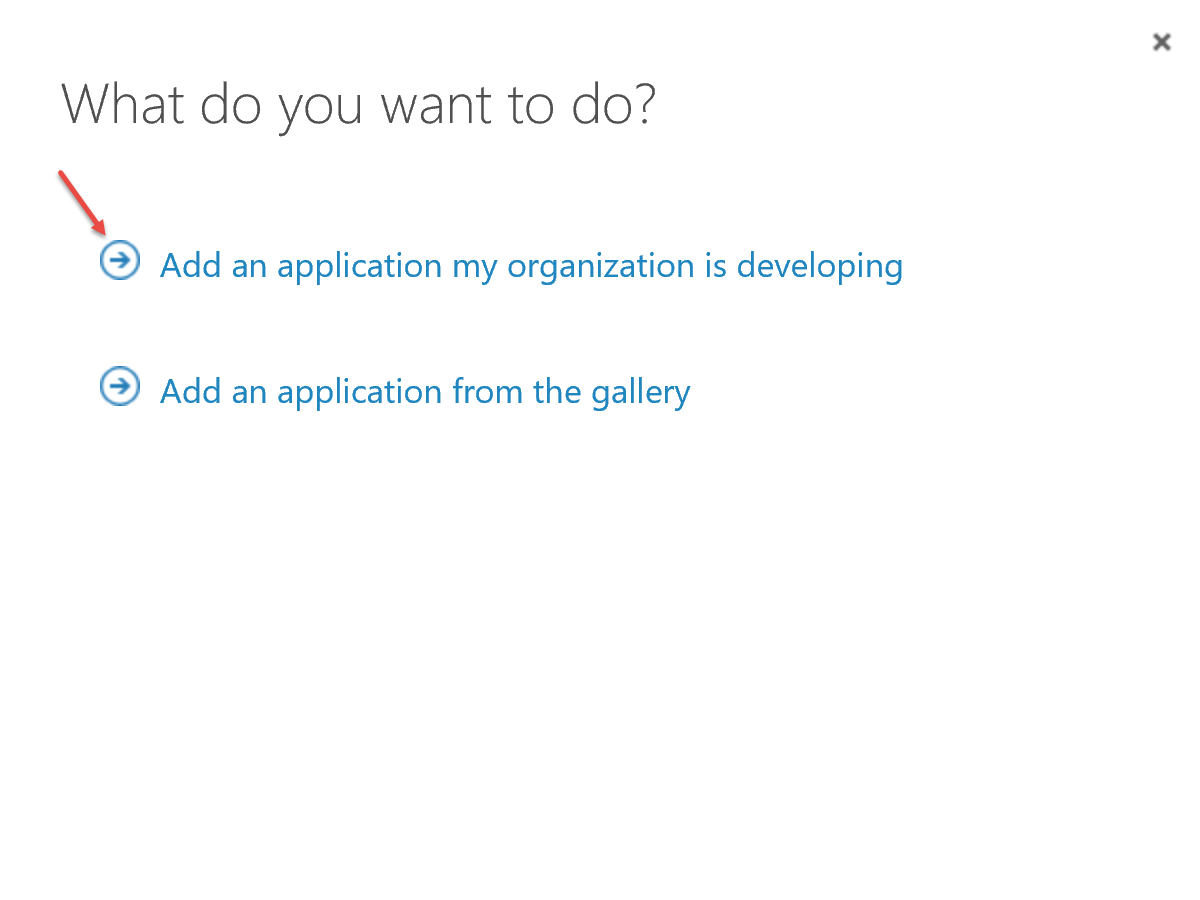 What do you want to do?
Add an application my organization is developing
Add an application from the gallery